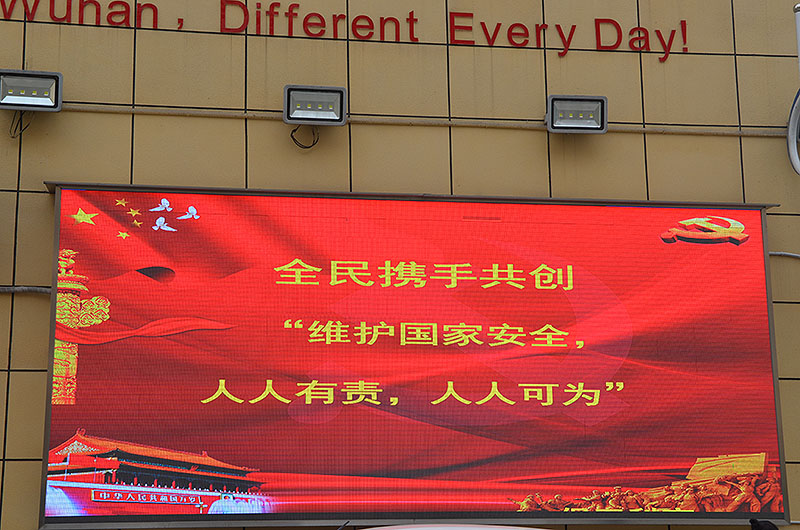 Wuhan, Different Every Day!
全民携手共创
“维护国家安全，
人人有责，人人可为”
中华人民共和国万岁